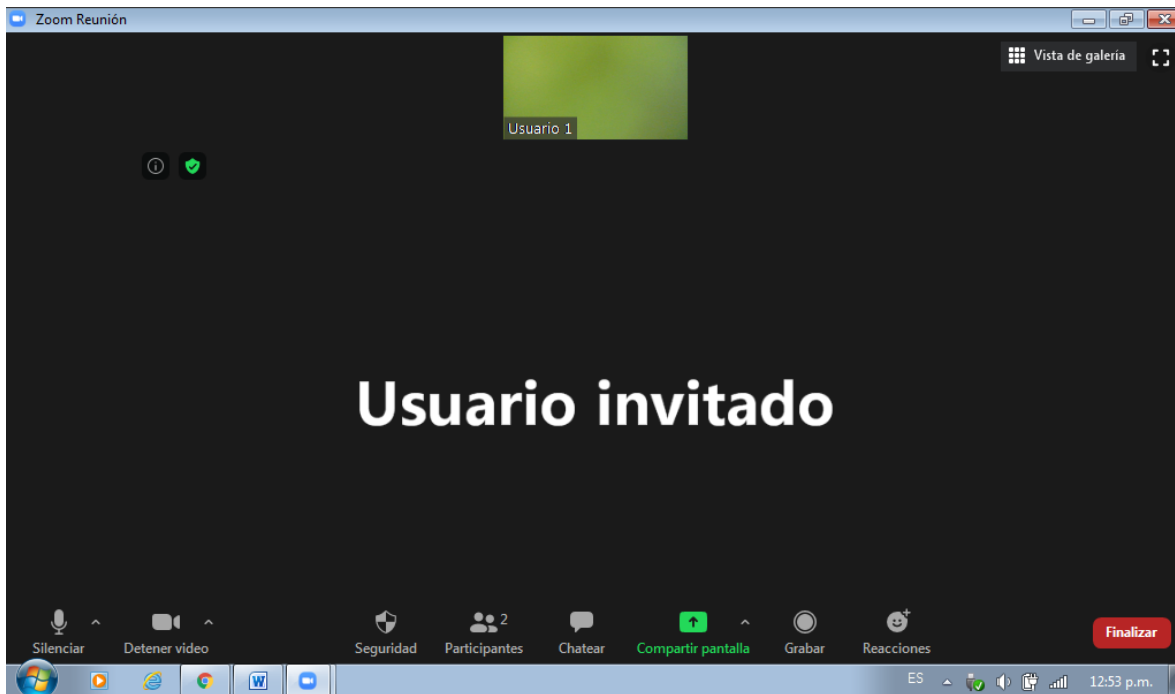 Zoom Reunión
Vista de galería
Usuario 1
Usuario invitado
2
Silenciar
Detener video
Seguridad
Participantes
Chatear
Compartir pantalla
Grabar
Reacciones
Finalizar
W
ES
12:53 p.m.